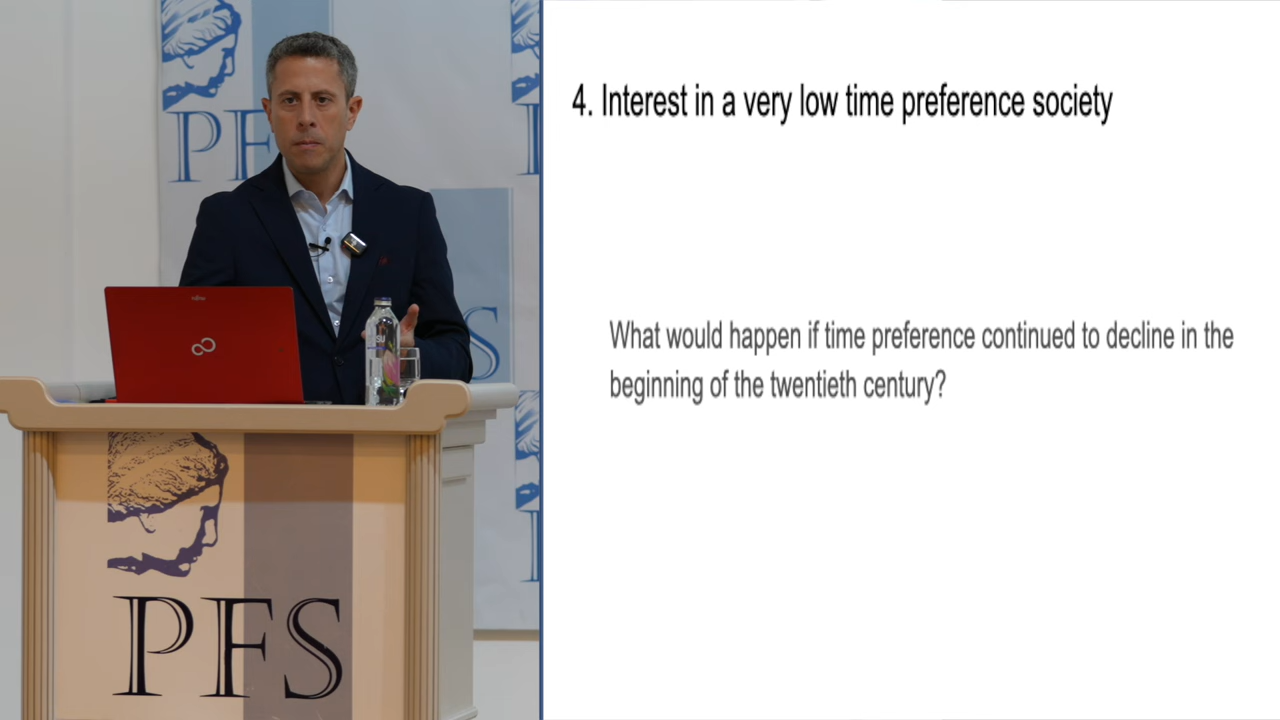 PF
S
PFS
4. Interest in a very low time preference society
What would happen if time preference continued to decline in the
beginning of the twentieth century?